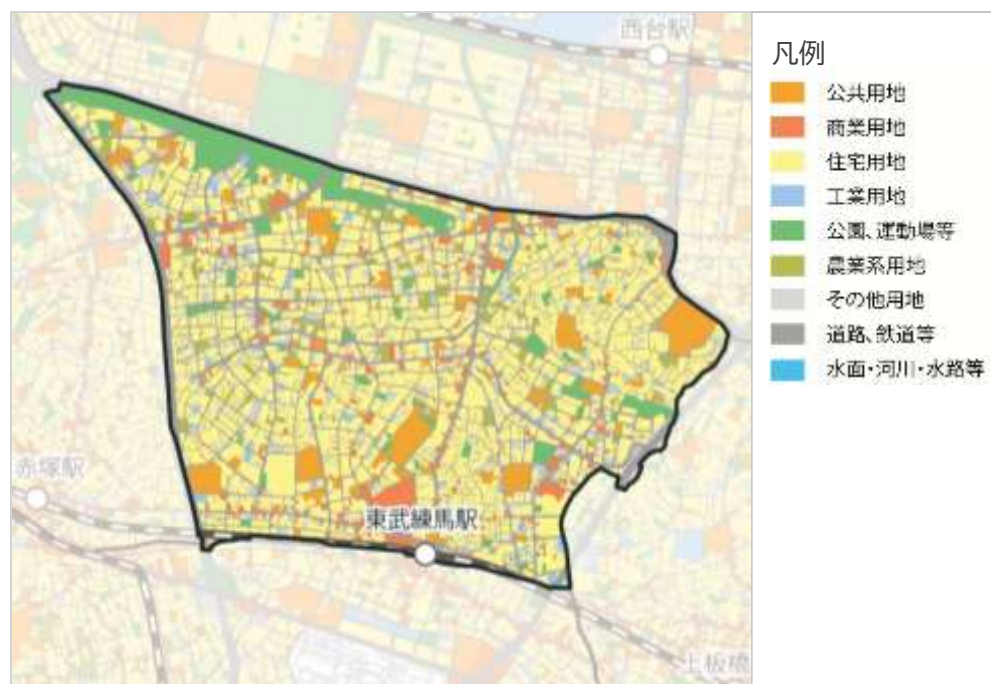 西台駅
凡例
公共用地
商業用地
住宅用地
工業用地
公園、運動場等
農業系用地
その他用地
道路、鉄道等
水面・河川・水路等
赤塚駅
東武練馬駅
上板橋